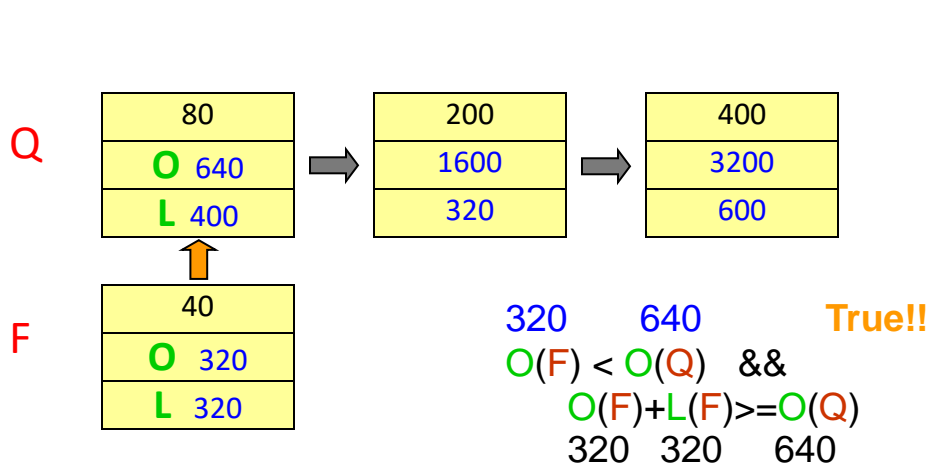 Q
80
O 640
L 400
200
1600
320
400
3200
600
F
40
O 320
L 320
320 640 True!!
O(F) < O(Q) &&
O(F)+L(F)>=O(Q)
320 320 640